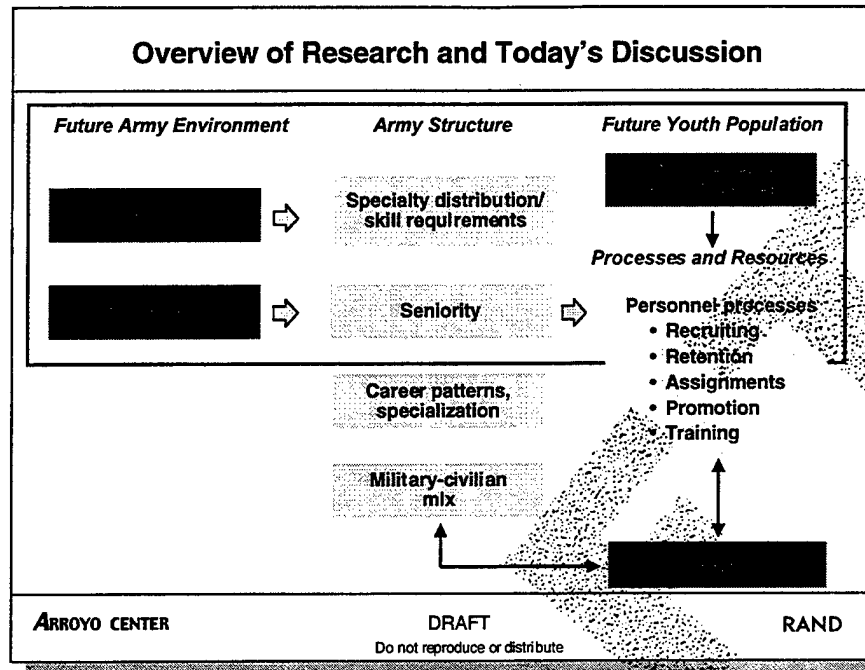 Overview of Research and Today's Discussion
Future Army Environment
Army Structure
Future Youth Population
Specialty distribution/
skill requirements
Seniority
Career patterns,
specialization
Military-civilian
mix
Processes and Resources
Personnel processes
• Recruiting
• Retention
• Assignments
• Promotion
• Training
ARROYO CENTER
DRAFT
Do not reproduce or distribute
RAND